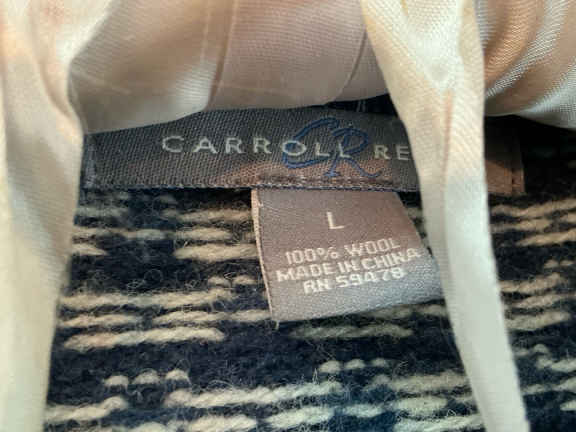 CARROLL RE
CR
L
100% WOOL
MADE IN CHINA
RN 59478